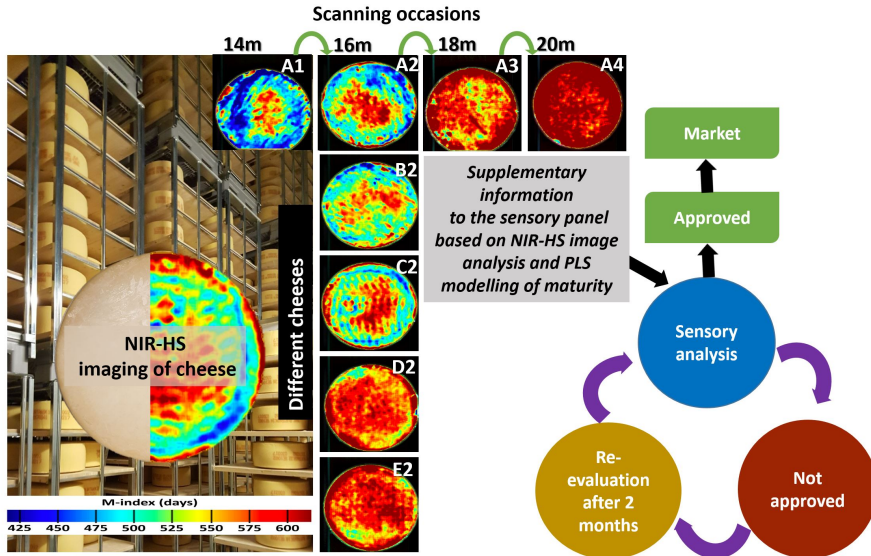 Scanning occasions
14m
16m
18m
20m
A1
A2
A3
A4
B2
C2
D2
E2
Different cheeses
NIR-HS
imaging of cheese
M-index (days)
425 450 475 500 525 550 575 600
Supplementary
information
to the sensory panel
based on NIR-HS image
analysis and PLS
modelling of maturity
Market
Approved
Sensory
analysis
Not
approved
Re-
evaluation
after 2
months